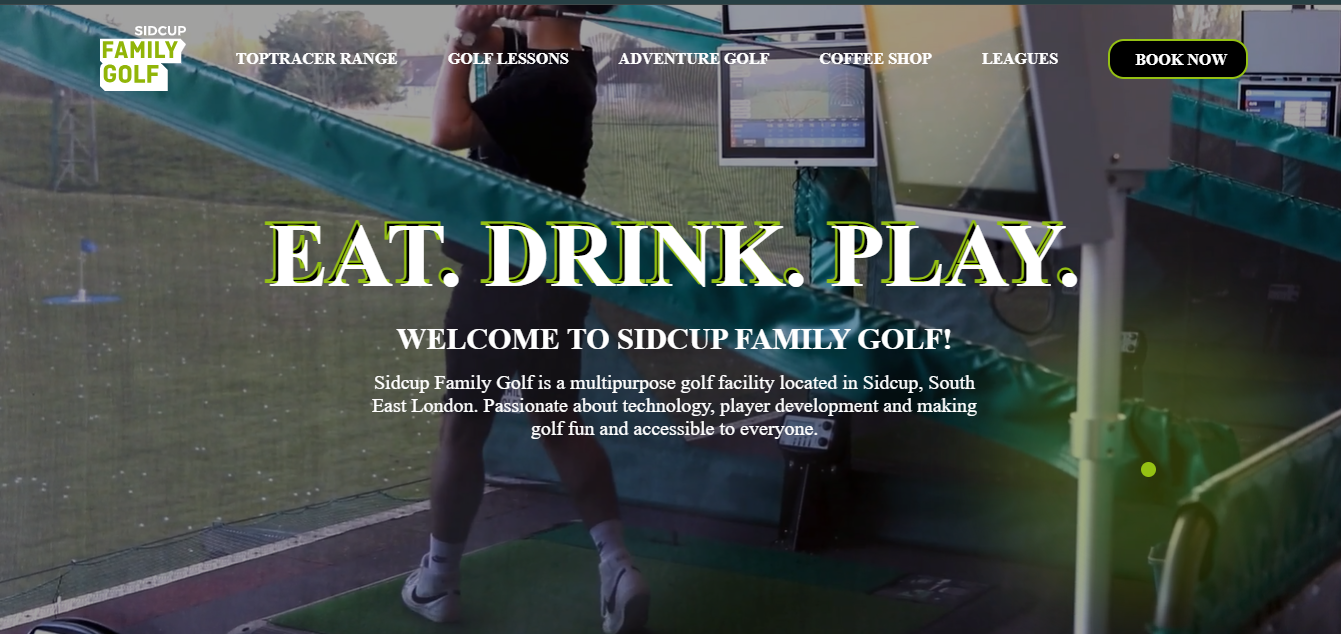 SIDCUP
FAMILY
GOLF
TOPTRACER RANGE
GOLF LESSONS
ADVENTURE GOLF
COFFEE SHOP
LEAGUES
BOOK NOW
EAT. DRINK. PLAY.
WELCOME TO SIDCUP FAMILY GOLF!
Sidcup Family Golf is a multipurpose golf facility located in Sidcup, South
East London. Passionate about technology, player development and making
golf fun and accessible to everyone.